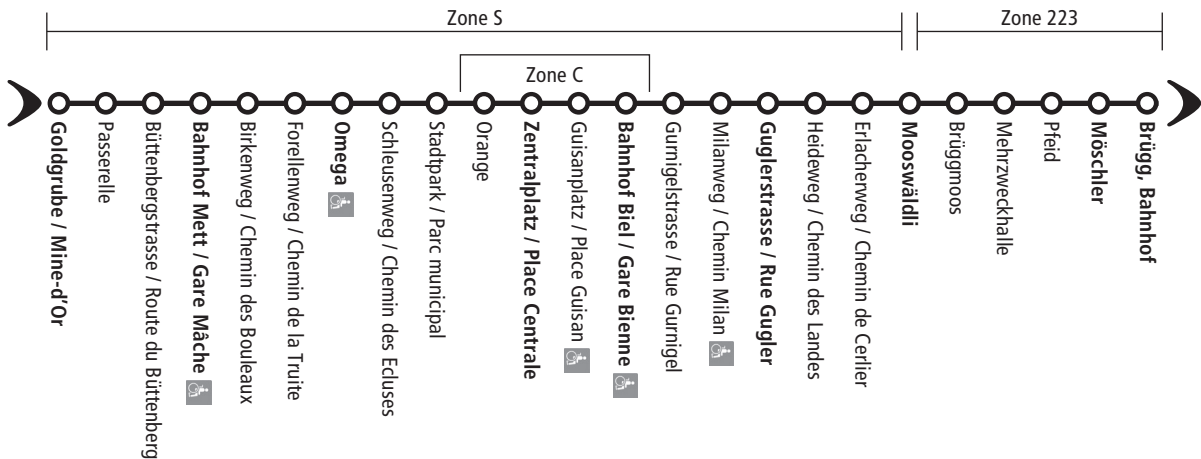 Zone S
Zone 223
Zone C
Goldgrube / Mine-d'Or
Passerelle
Büttenbergstrasse / Route du Büttenberg
Bahnhof Mett / Gare Mâche
Birkenweg / Chemin des Bouleaux
Forellenweg / Chemin de la Truite
Omega
Schleusenweg / Chemin des Ecluses
Stadtpark / Parc municipal
Orange
Zentralplatz / Place Centrale
Guisanplatz / Place Guisan
Bahnhof Biel / Gare Bienne
Gurnigelstrasse / Rue Gurnigel
Milanweg / Chemin Milan
Guglerstrasse / Rue Gugler
Heideweg / Chemin des Landes
Erlacherweg / Chemin de Cerlier
Mooswäldli
Brüggmoos
Mehrzweckhalle
Pfeid
Möschler
Brügg, Bahnhof